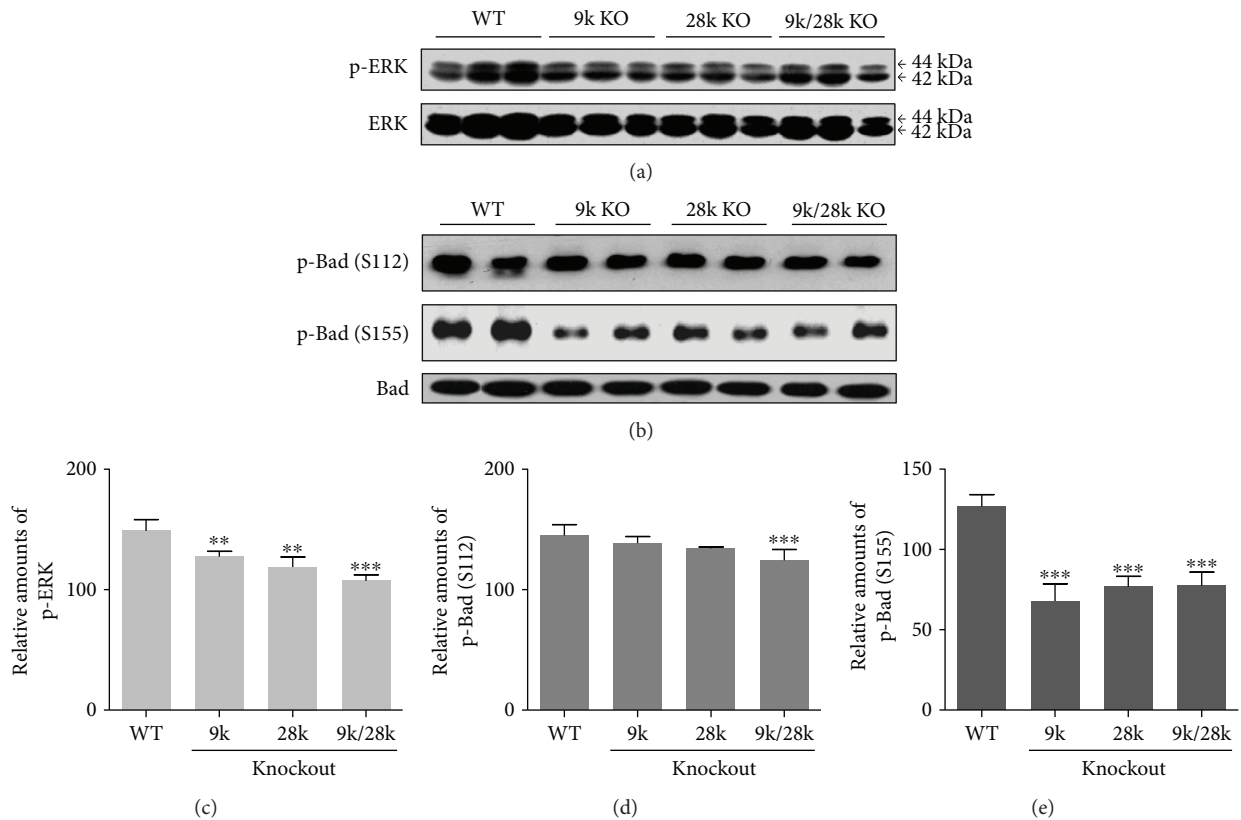 WT 9k KO 28k KO 9k/28k KO
p-ERK
44 kDa
42 kDa
ERK
44 kDa
42 kDa
(a)
WT 9k KO 28k KO 9k/28k KO
p-Bad (S112)
p-Bad (S155)
Bad
(b)
Relative amounts of
p-ERK
200
100
0
** ** ***
WT 9k 28k 9k/28k
Knockout
(c)
Relative amounts of
p-Bad (S112)
200
100
0
***
WT 9k 28k 9k/28k
Knockout
(d)
Relative amounts of
p-Bad (S155)
150
100
50
0
*** *** ***
WT 9k 28k 9k/28k
Knockout
(e)